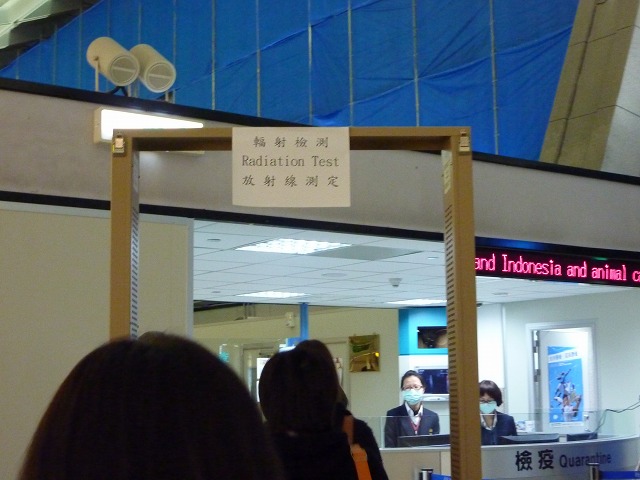 輻射檢測
Radiation Test
放射線測定
and Indonesia and animal c
檢疫 Quarantine